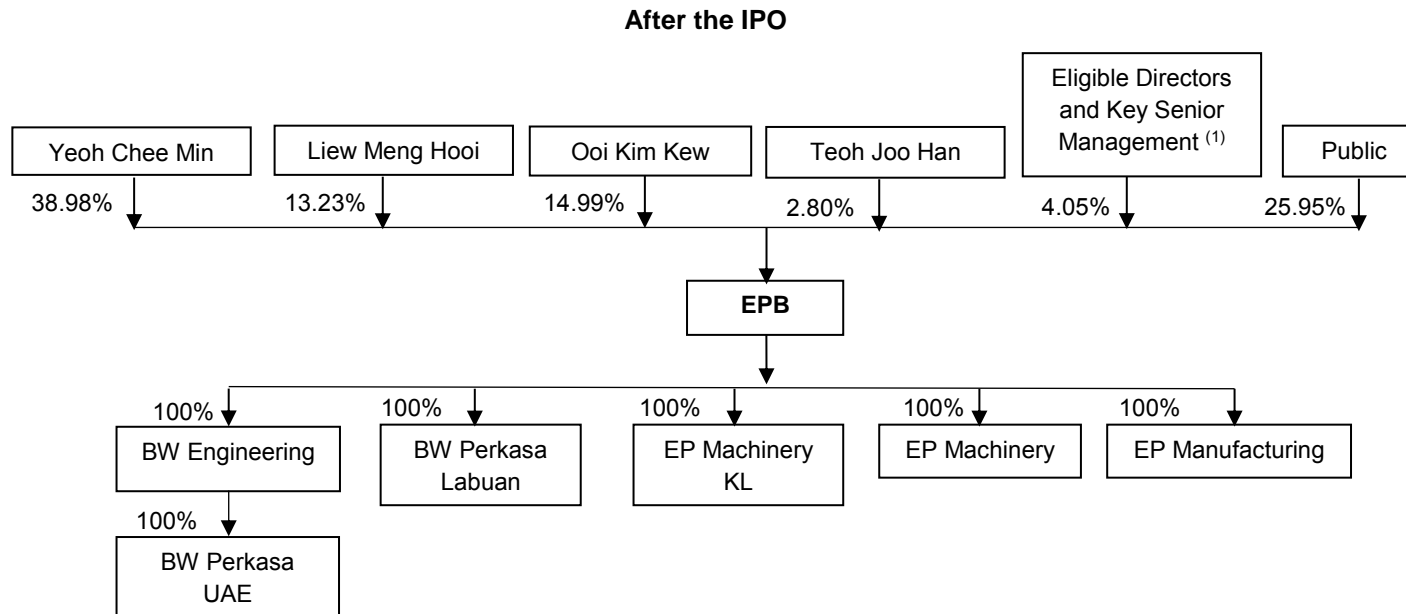 After the IPO
Eligible Directors
and Key Senior
Management (1)
Yeoh Chee Min
Liew Meng Hooi
Ooi Kim Kew
Teoh Joo Han
Public
38.98%
13.23%
14.99%
2.80%
4.05%
25.95%
EPB
100%
100%
100%
100%
100%
BW Engineering
BW Perkasa
Labuan
EP Machinery
KL
EP Machinery
EP Manufacturing
100%
BW Perkasa
UAE